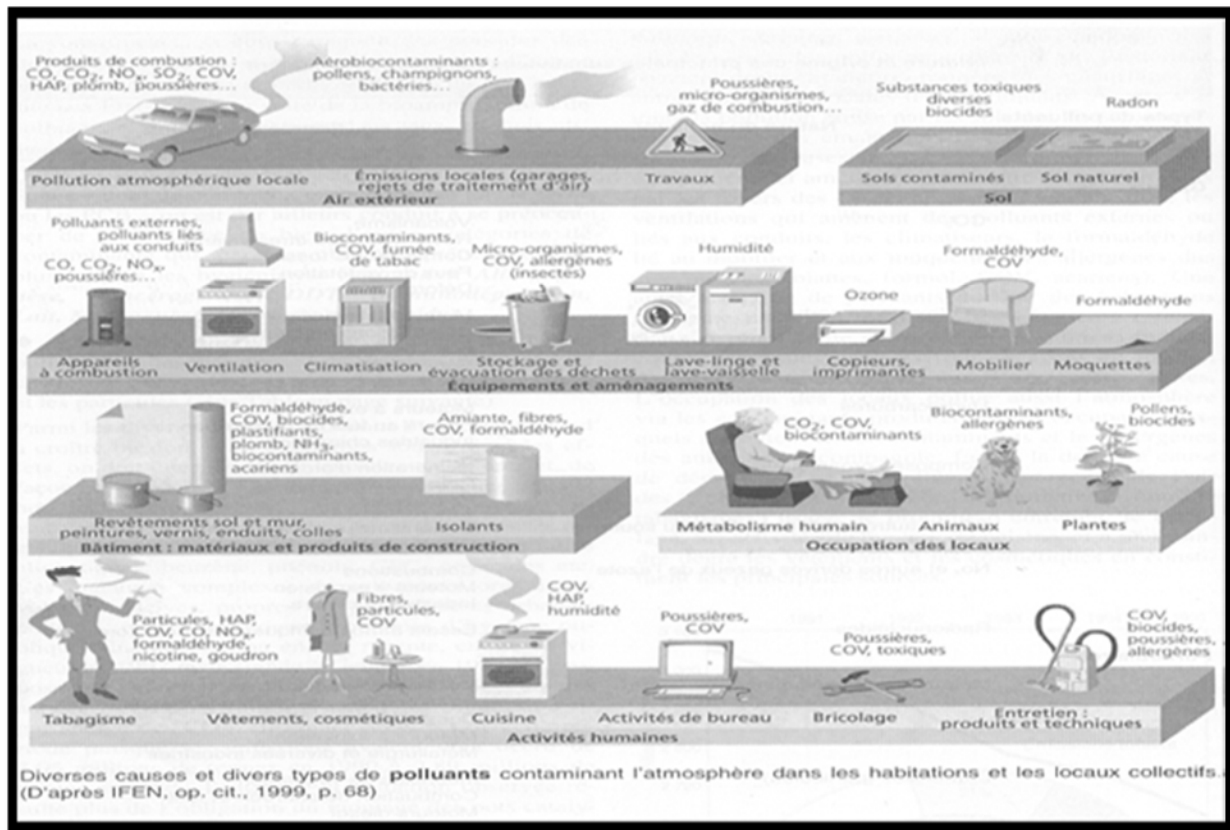 Produits de combustion :
CO, CO2, NOx, SO2, COV,
HAP, plomb, poussières...
Aérobiocontaminants :
pollens, champignons,
bactéries...
Poussières,
micro-organismes,
gaz de combustion...
Substances toxiques
diverses
biocides
Radon
Pollution atmosphérique locale
Émissions locales (garages,
rejets de traitement d'air)
Travaux
Air extérieur
Sols contaminés
Sol naturel
Sol
Polluants externes,
polluants liés
aux conduits
CO, CO2, NOx,
poussières...
Biocontaminants,
COV, fumée
de tabac
Micro-organismes,
COV, allergènes
(insectes)
Humidité
Ozone
Formaldéhyde,
COV
Formaldéhyde
Appareils
à combustion
Ventilation
Climatisation
Stockage et
évacuation des déchets
Lave-linge et
lave-vaisselle
Copieurs,
imprimantes
Mobilier
Moquettes
Équipements et aménagements
Formaldéhyde,
COV, biocides,
plastifiants,
plomb, NH3,
biocontaminants,
acariens
Amiante, fibres,
COV, formaldéhyde
Revêtements sol et mur,
peintures, vernis, enduits, colles
Isolants
Bâtiment : matériaux et produits de construction
CO2, COV,
biocontaminants
Biocontaminants,
allergènes
Pollens,
biocides
Métabolisme humain
Animaux
Plantes
Occupation des locaux
Particules, HAP,
COV, CO, NOx,
formaldéhyde,
nicotine, goudron
Fibres,
particules,
COV
COV,
HAP,
humidité
Poussières,
COV
Poussières,
COV, toxiques
COV,
biocides,
poussières,
allergènes
Tabagisme
Vêtements, cosmétiques
Cuisine
Activités de bureau
Bricolage
Entretien :
produits et techniques
Activités humaines
Diverses causes et divers types de polluants contaminant l'atmosphère dans les habitations et les locaux collectifs.
(D'après IFEN, op. cit., 1999, p. 68)